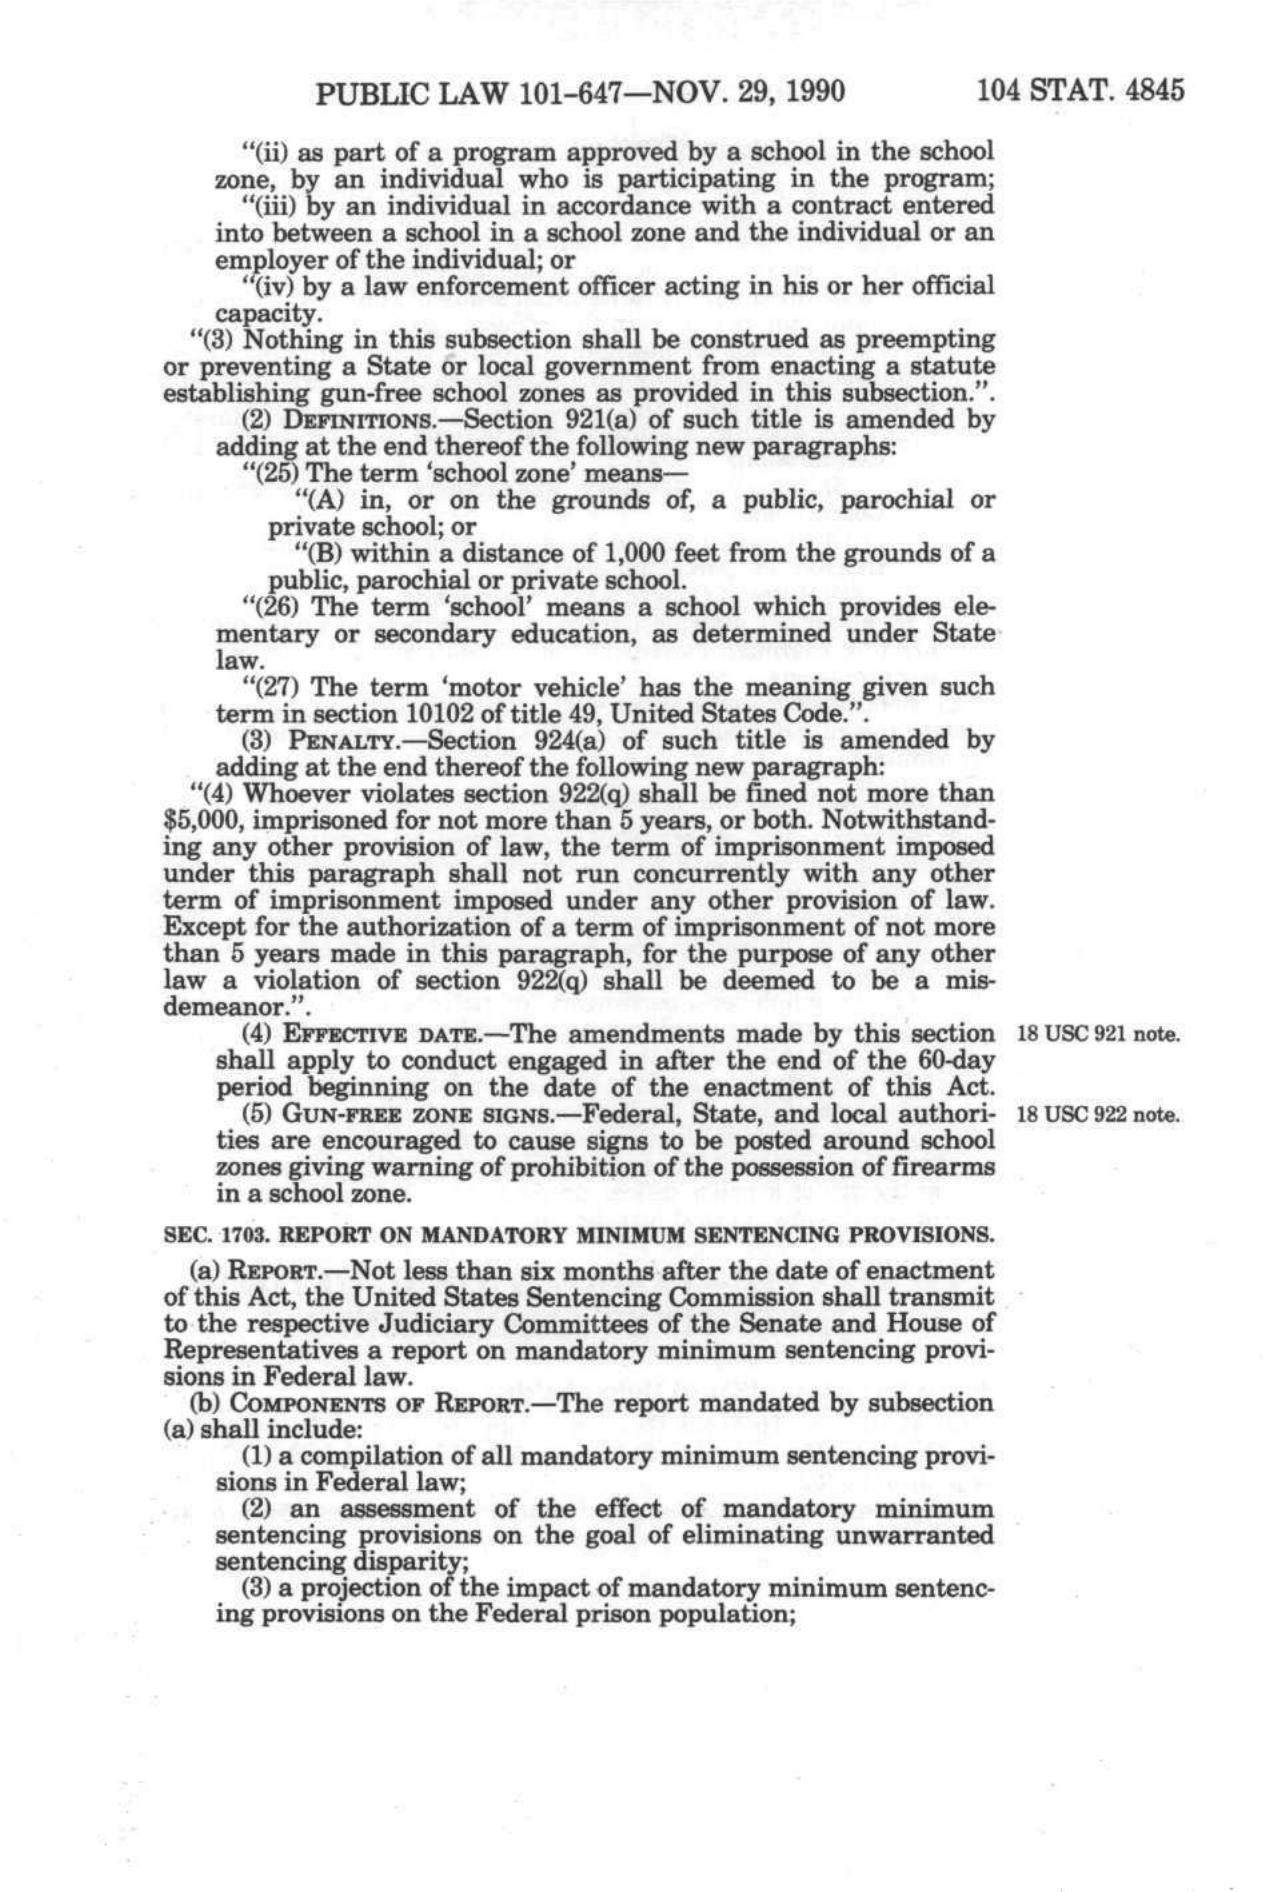 PUBLIC LAW 101–647—NOV. 29, 1990 104 STAT. 4845
“(ii) as part of a program approved by a school in the school
zone, by an individual who is participating in the program;
“(iii) by an individual in accordance with a contract entered
into between a school in a school zone and the individual or an
employer of the individual; or
“(iv) by a law enforcement officer acting in his or her official
capacity.
“(3) Nothing in this subsection shall be construed as preempting
or preventing a State or local government from enacting a statute
establishing gun-free school zones as provided in this subsection.”.
(2) DEFINITIONS.—Section 921(a) of such title is amended by
adding at the end thereof the following new paragraphs:
“(25) The term ‘school zone’ means—
“(A) in, or on the grounds of, a public, parochial or
private school; or
“(B) within a distance of 1,000 feet from the grounds of a
public, parochial or private school.
“(26) The term ‘school’ means a school which provides ele-
mentary or secondary education, as determined under State
law.
“(27) The term ‘motor vehicle’ has the meaning given such
term in section 10102 of title 49, United States Code.”.
(3) PENALTY.—Section 924(a) of such title is amended by
adding at the end thereof the following new paragraph:
“(4) Whoever violates section 922(q) shall be fined not more than
$5,000, imprisoned for not more than 5 years, or both. Notwithstand-
ing any other provision of law, the term of imprisonment imposed
under this paragraph shall not run concurrently with any other
term of imprisonment imposed under any other provision of law.
Except for the authorization of a term of imprisonment of not more
than 5 years made in this paragraph, for the purpose of any other
law a violation of section 922(q) shall be deemed to be a mis-
demeanor.”.
(4) EFFECTIVE DATE.—The amendments made by this section 18 USC 921 note.
shall apply to conduct engaged in after the end of the 60-day
period beginning on the date of the enactment of this Act.
(5) GUN-FREE ZONE SIGNS.—Federal, State, and local authori- 18 USC 922 note.
ties are encouraged to cause signs to be posted around school
zones giving warning of prohibition of the possession of firearms
in a school zone.
SEC. 1703. REPORT ON MANDATORY MINIMUM SENTENCING PROVISIONS.
(a) REPORT.—Not less than six months after the date of enactment
of this Act, the United States Sentencing Commission shall transmit
to the respective Judiciary Committees of the Senate and House of
Representatives a report on mandatory minimum sentencing provi-
sions in Federal law.
(b) COMPONENTS OF REPORT.—The report mandated by subsection
(a) shall include:
(1) a compilation of all mandatory minimum sentencing provi-
sions in Federal law;
(2) an assessment of the effect of mandatory minimum
sentencing provisions on the goal of eliminating unwarranted
sentencing disparity;
(3) a projection of the impact of mandatory minimum sentenc-
ing provisions on the Federal prison population;